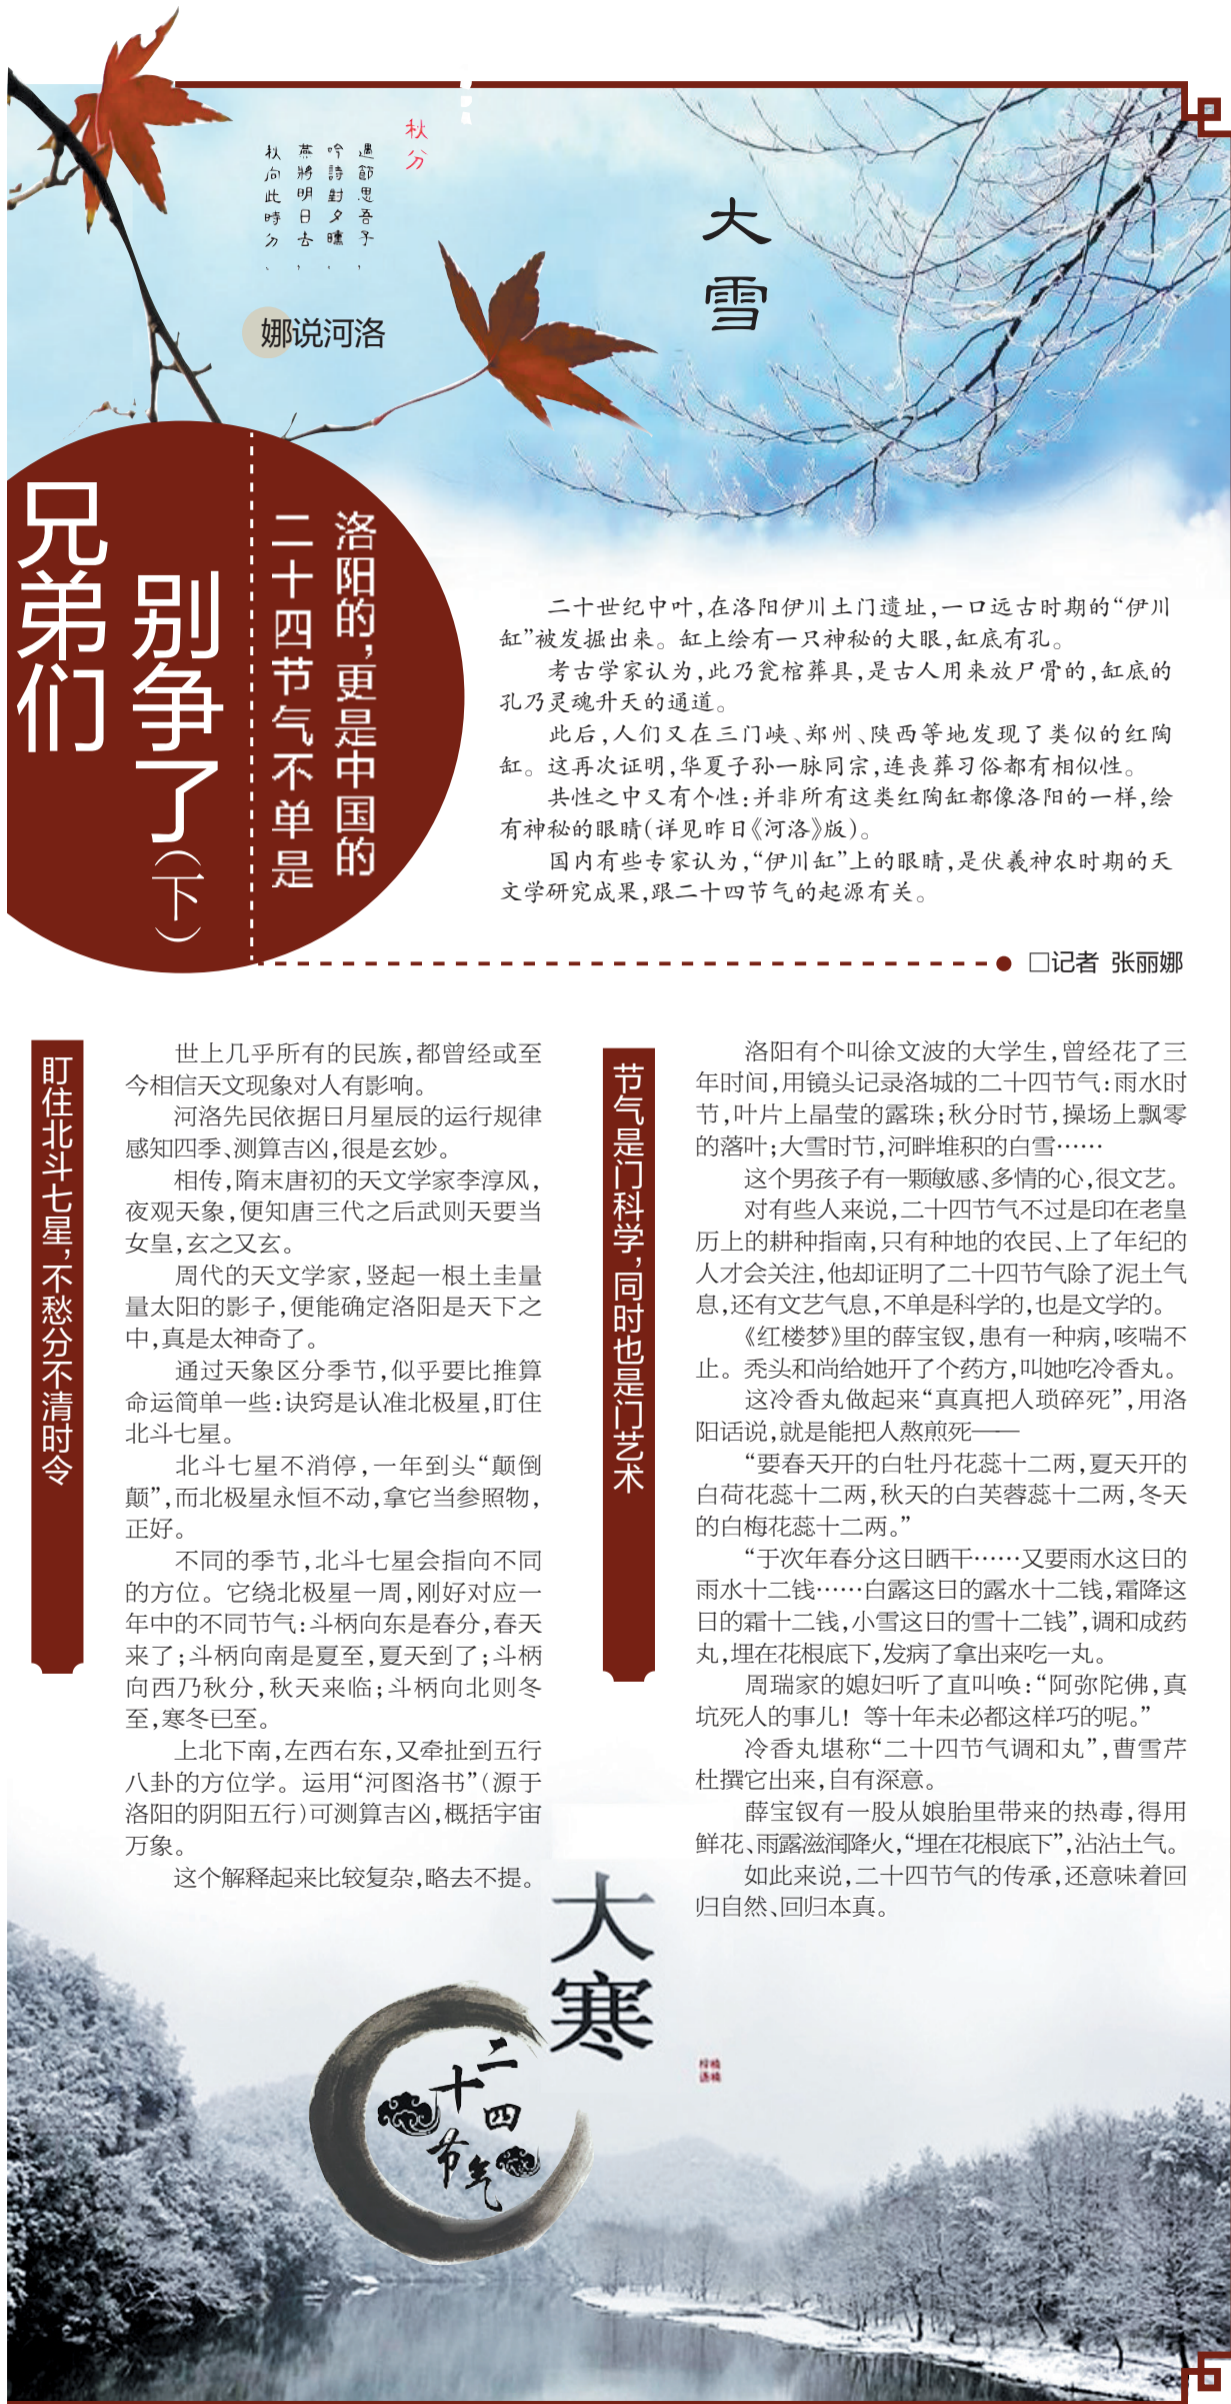 秋分
遇節思吾子，
吟詩對夕曛。
燕將明日去，
秋向此時分。
大雪
娜说河洛
兄弟们
别争了（下）
二十四节气不单是
洛阳的，更是中国的
二十世纪中叶，在洛阳伊川土门遗址，一口远古时期的“伊川
缸”被发掘出来。缸上绘有一只神秘的大眼，缸底有孔。
考古学家认为，此乃瓮棺葬具，是古人用来放尸骨的，缸底的
孔乃灵魂升天的通道。
此后，人们又在三门峡、郑州、陕西等地发现了类似的红陶
缸。这再次证明，华夏子孙一脉同宗，连丧葬习俗都有相似性。
共性之中又有个性：并非所有这类红陶缸都像洛阳的一样，绘
有神秘的眼睛（详见昨日《河洛》版）。
国内有些专家认为，“伊川缸”上的眼睛，是伏羲神农时期的天
文学研究成果，跟二十四节气的起源有关。
□记者 张丽娜
盯住北斗七星，不愁分不清时令
世上几乎所有的民族，都曾经或至
今相信天文现象对人有影响。
河洛先民依据日月星辰的运行规律
感知四季、测算吉凶，很是玄妙。
相传，隋末唐初的天文学家李淳风，
夜观天象，便知唐三代之后武则天要当
女皇，玄之又玄。
周代的天文学家，竖起一根土圭量
量太阳的影子，便能确定洛阳是天下之
中，真是太神奇了。
通过天象区分季节，似乎要比推算
命运简单一些：诀窍是认准北极星，盯住
北斗七星。
北斗七星不消停，一年到头“颠倒
颠”，而北极星永恒不动，拿它当参照物，
正好。
不同的季节，北斗七星会指向不同
的方位。它绕北极星一周，刚好对应一
年中的不同节气：斗柄向东是春分，春天
来了；斗柄向南是夏至，夏天到了；斗柄
向西乃秋分，秋天来临；斗柄向北则冬
至，寒冬已至。
上北下南，左西右东，又牵扯到五行
八卦的方位学。运用“河图洛书”（源于
洛阳的阴阳五行）可测算吉凶，概括宇宙
万象。
这个解释起来比较复杂，略去不提。
节气是门科学，同时也是门艺术
洛阳有个叫徐文波的大学生，曾经花了三
年时间，用镜头记录洛城的二十四节气：雨水时
节，叶片上晶莹的露珠；秋分时节，操场上飘零
的落叶；大雪时节，河畔堆积的白雪……
这个男孩子有一颗敏感、多情的心，很文艺。
对有些人来说，二十四节气不过是印在老皇
历上的耕种指南，只有种地的农民、上了年纪的
人才会关注，他却证明了二十四节气除了泥土气
息，还有文艺气息，不单是科学的，也是文学的。
《红楼梦》里的薛宝钗，患有一种病，咳喘不
止。秃头和尚给她开了个药方，叫她吃冷香丸。
这冷香丸做起来“真真把人琐碎死”，用洛
阳话说，就是能把人熬煎死——
“要春天开的白牡丹花蕊十二两，夏天开的
白荷花蕊十二两，秋天的白芙蓉蕊十二两，冬天
的白梅花蕊十二两。”
“于次年春分这日晒干……又要雨水这日的
雨水十二钱……白露这日的露水十二钱，霜降这
日的霜十二钱，小雪这日的雪十二钱”，调和成药
丸，埋在花根底下，发病了拿出来吃一丸。
周瑞家的媳妇听了直叫唤：“阿弥陀佛，真
坑死人的事儿！等十年未必都这样巧的呢。”
冷香丸堪称“二十四节气调和丸”，曹雪芹
杜撰它出来，自有深意。
薛宝钗有一股从娘胎里带来的热毒，得用
鲜花、雨露滋润降火，“埋在花根底下”，沾沾土气。
如此来说，二十四节气的传承，还意味着回
归自然、回归本真。
大寒
二十四节气